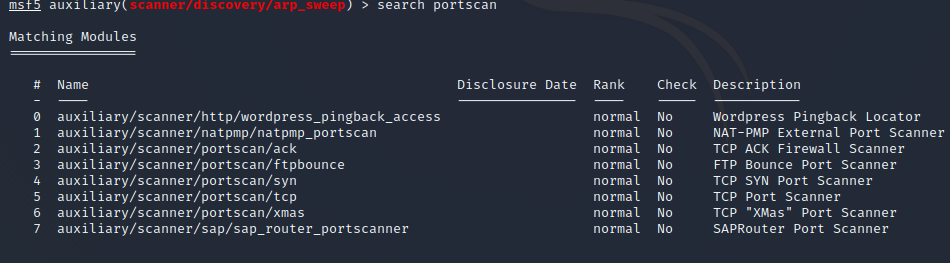 msf5 auxiliary(scanner/discovery/arp_sweep) > search portscan
Matching Modules
================
# Name Disclosure Date Rank Check Description
- ---- --------------- ---- ----- -----------
0 auxiliary/scanner/http/wordpress_pingback_access normal No Wordpress Pingback Locator
1 auxiliary/scanner/natpmp/natpmp_portscan normal No NAT-PMP External Port Scanner
2 auxiliary/scanner/portscan/ack normal No TCP ACK Firewall Scanner
3 auxiliary/scanner/portscan/ftpbounce normal No FTP Bounce Port Scanner
4 auxiliary/scanner/portscan/syn normal No TCP SYN Port Scanner
5 auxiliary/scanner/portscan/tcp normal No TCP Port Scanner
6 auxiliary/scanner/portscan/xmas normal No TCP "XMas" Port Scanner
7 auxiliary/scanner/sap/sap_router_portscanner normal No SAPRouter Port Scanner